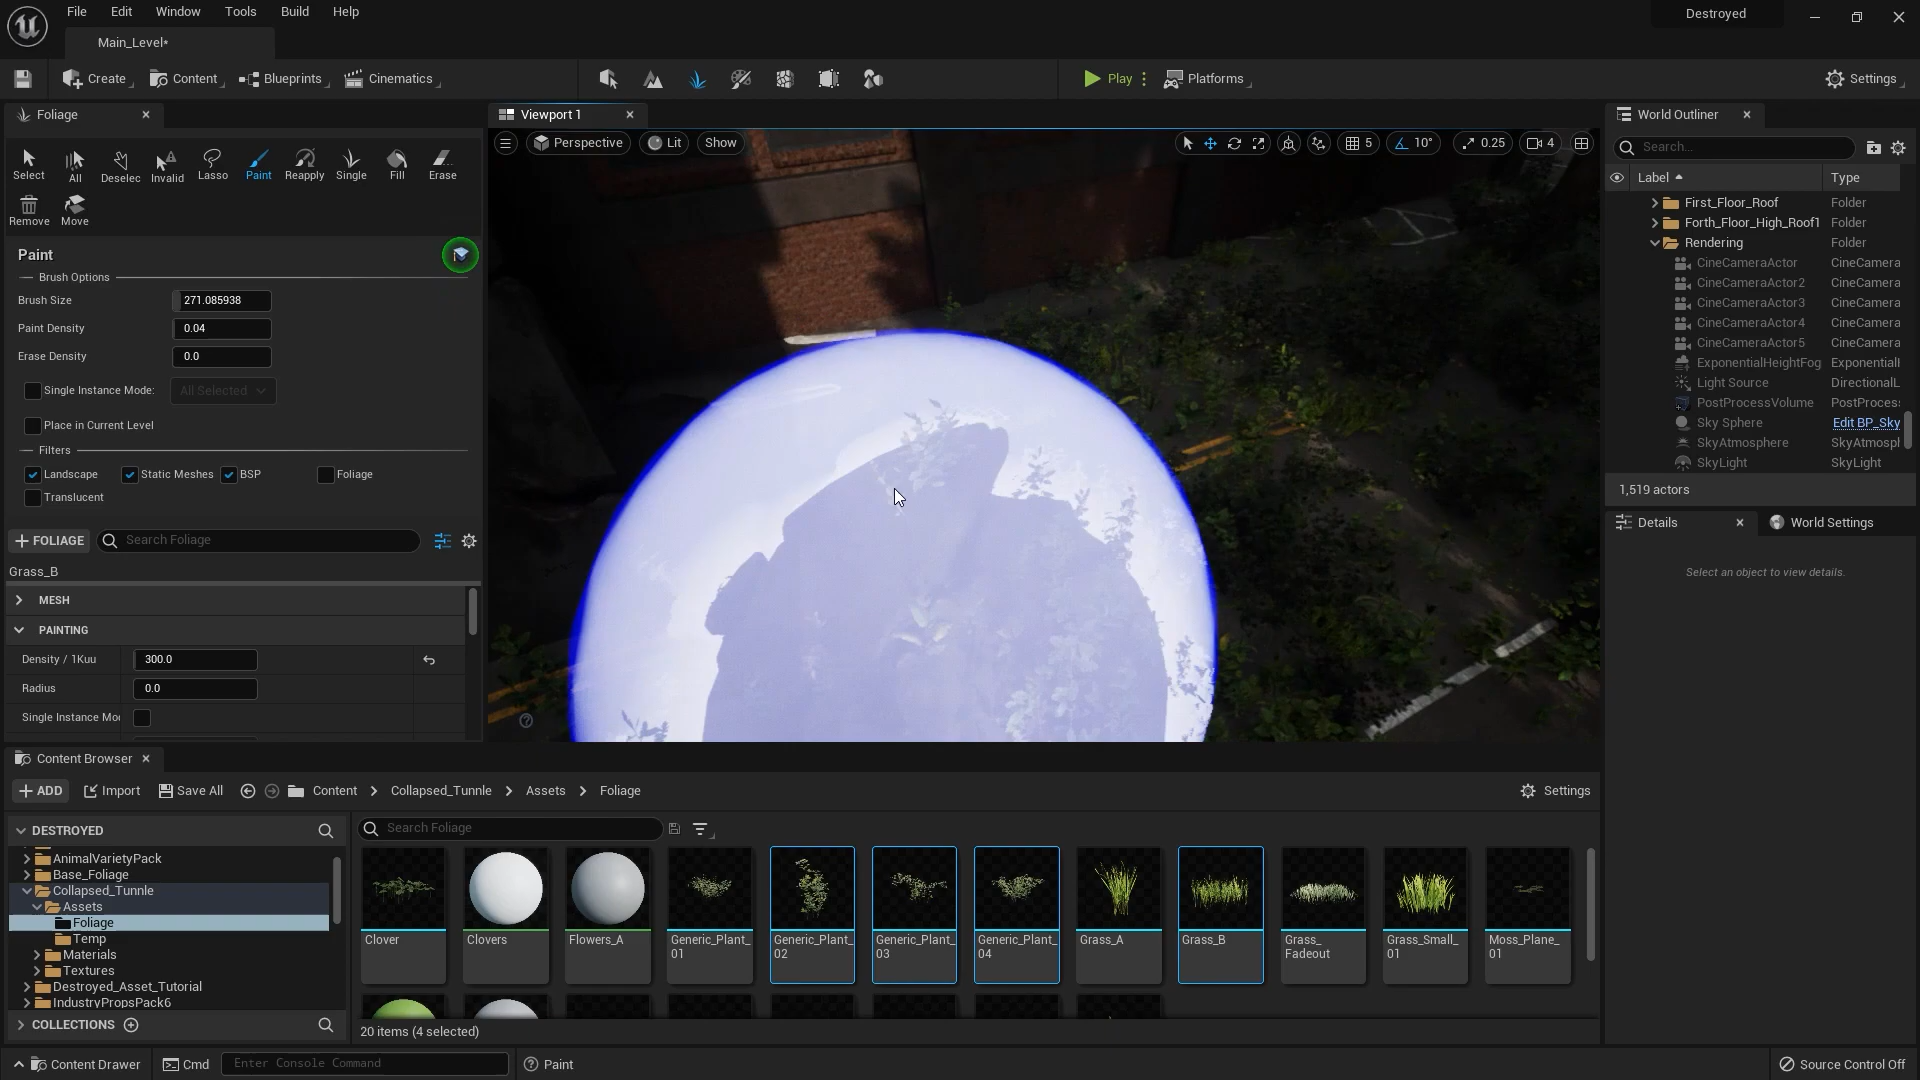 File Edit Window Tools Build Help
Destroyed
Main_Level*
Create Content Blueprints Cinematics
Play Platforms Settings
Foliage
Select All Deselec Invalid Lasso Paint Reapply Single Fill Erase
Remove Move
Paint
Brush Options
Brush Size 271.085938
Paint Density 0.04
Erase Density 0.0
Single Instance Mode: All Selected
Place in Current Level
Filters
Landscape Static Meshes BSP Foliage
Translucent
+ FOLIAGE Search Foliage
Grass_B
MESH
PAINTING
Density / 1Kuu 300.0
Radius 0.0
Single Instance Mo
Viewport 1
Perspective Lit Show
5 10° 0.25 4
World Outliner
Search...
Label Type
First_Floor_Roof Folder
Forth_Floor_High_Roof1 Folder
Rendering Folder
CineCameraActor CineCamera
CineCameraActor2 CineCamera
CineCameraActor3 CineCamera
CineCameraActor4 CineCamera
CineCameraActor5 CineCamera
ExponentialHeightFog Exponential
Light Source DirectionalL
PostProcessVolume PostProces
Sky Sphere Edit BP_Sky
SkyAtmosphere SkyAtmosp
SkyLight SkyLight
1,519 actors
Details World Settings
Select an object to view details.
Content Browser
+ ADD Import Save All Content > Collapsed_Tunnle > Assets > Foliage Settings
DESTROYED
AnimalVarietyPack
Base_Foliage
Collapsed_Tunnle
Assets
Foliage
Temp
Materials
Textures
Destroyed_Asset_Tutorial
IndustryPropsPack6
COLLECTIONS
Search Foliage
Clover
Clovers
Flowers_A
Generic_Plant_
01
Generic_Plant_
02
Generic_Plant_
03
Generic_Plant_
04
Grass_A
Grass_B
Grass_
Fadeout
Grass_Small_
01
Moss_Plane_
01
20 items (4 selected)
Content Drawer Cmd Enter Console Command Paint Source Control Off